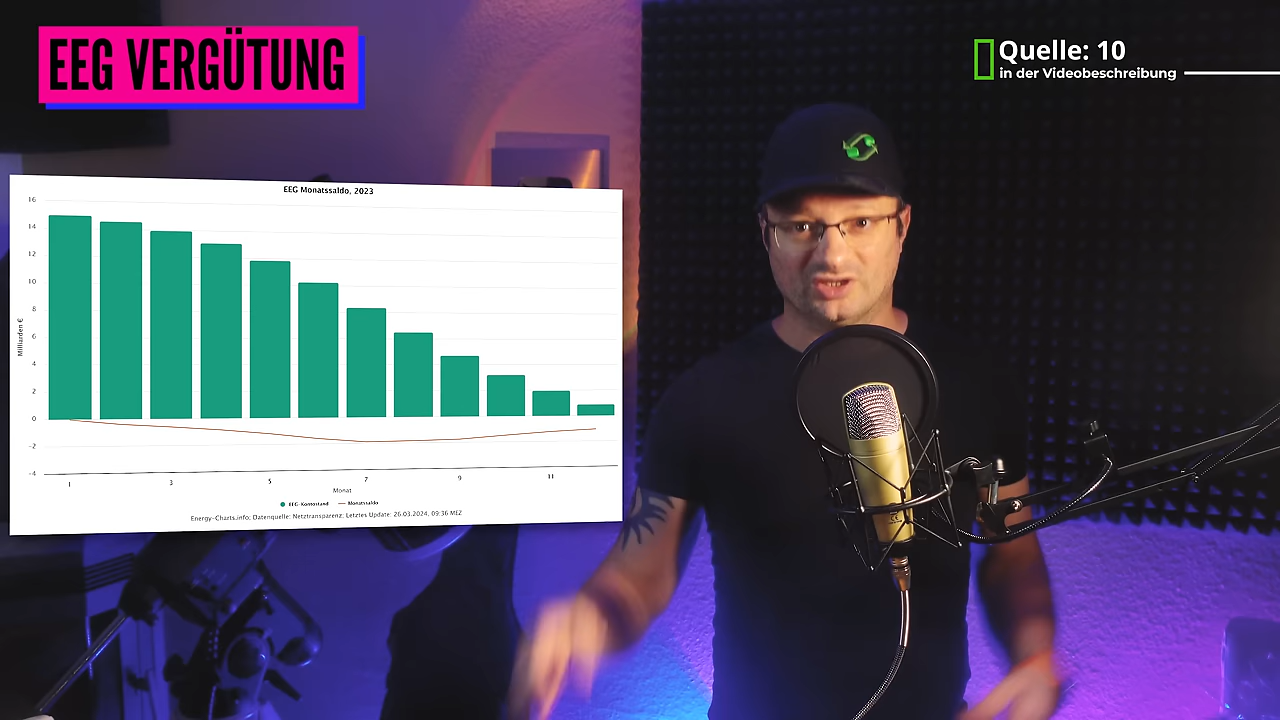 EEG VERGÜTUNG
Quelle: 10
in der Videobeschreibung
EEG Monatssaldo, 2023
16
14
12
10
8
6
4
2
0
-2
-4
Milliarden €
1
3
5
7
9
11
Monat
EEG-Kontostand
Monatssaldo
Energy-Charts.info; Datenquelle: Netztransparenz; Letztes Update: 26.03.2024, 09:36 MEZ